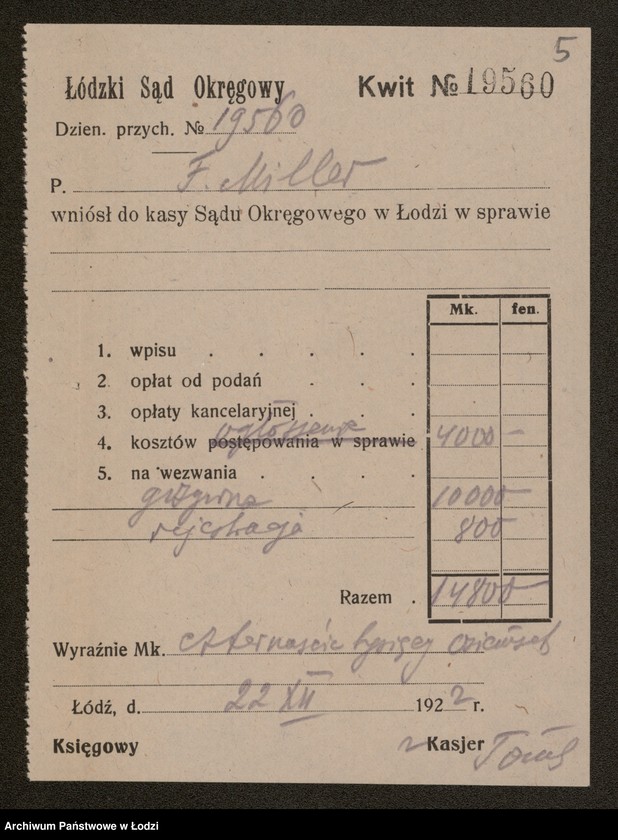 5
Łódzki Sąd Okręgowy Kwit № 19560
Dzien. przych. № 19560
P. F. Miller
wniósł do kasy Sądu Okręgowego w Łodzi w sprawie
Mk. fen.
1. wpisu . . . . .
2. opłat od podań . . .
3. opłaty kancelaryjnej . . .
ogłoszenie
4. kosztów postępowania w sprawie 4000 –
5. na wezwania . . . .
grzywna 10000 –
rejestracja 800
Razem . 14800 –
Wyraźnie Mk. czternaście tysięcy osiemset
Łódź, d. 22 XII 1922 r.
Księgowy Kasjer
Archiwum Państwowe w Łodzi